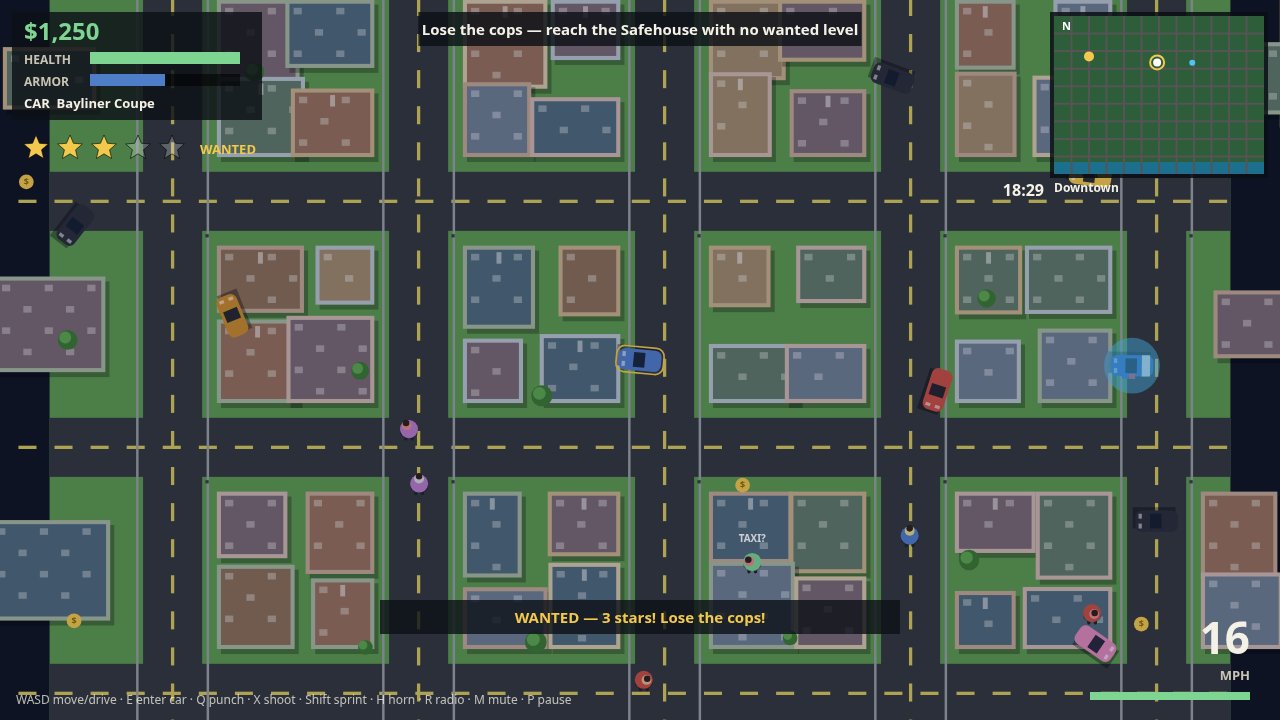 $1,250
HEALTH
ARMOR
CAR Bayliner Coupe
WANTED
Lose the cops — reach the Safehouse with no wanted level
N
18:29 Downtown
$
$
TAXI?
$
$
WANTED — 3 stars! Lose the cops!
16
MPH
WASD move/drive · E enter car · Q punch · X shoot · Shift sprint · H horn · R radio · M mute · P pause